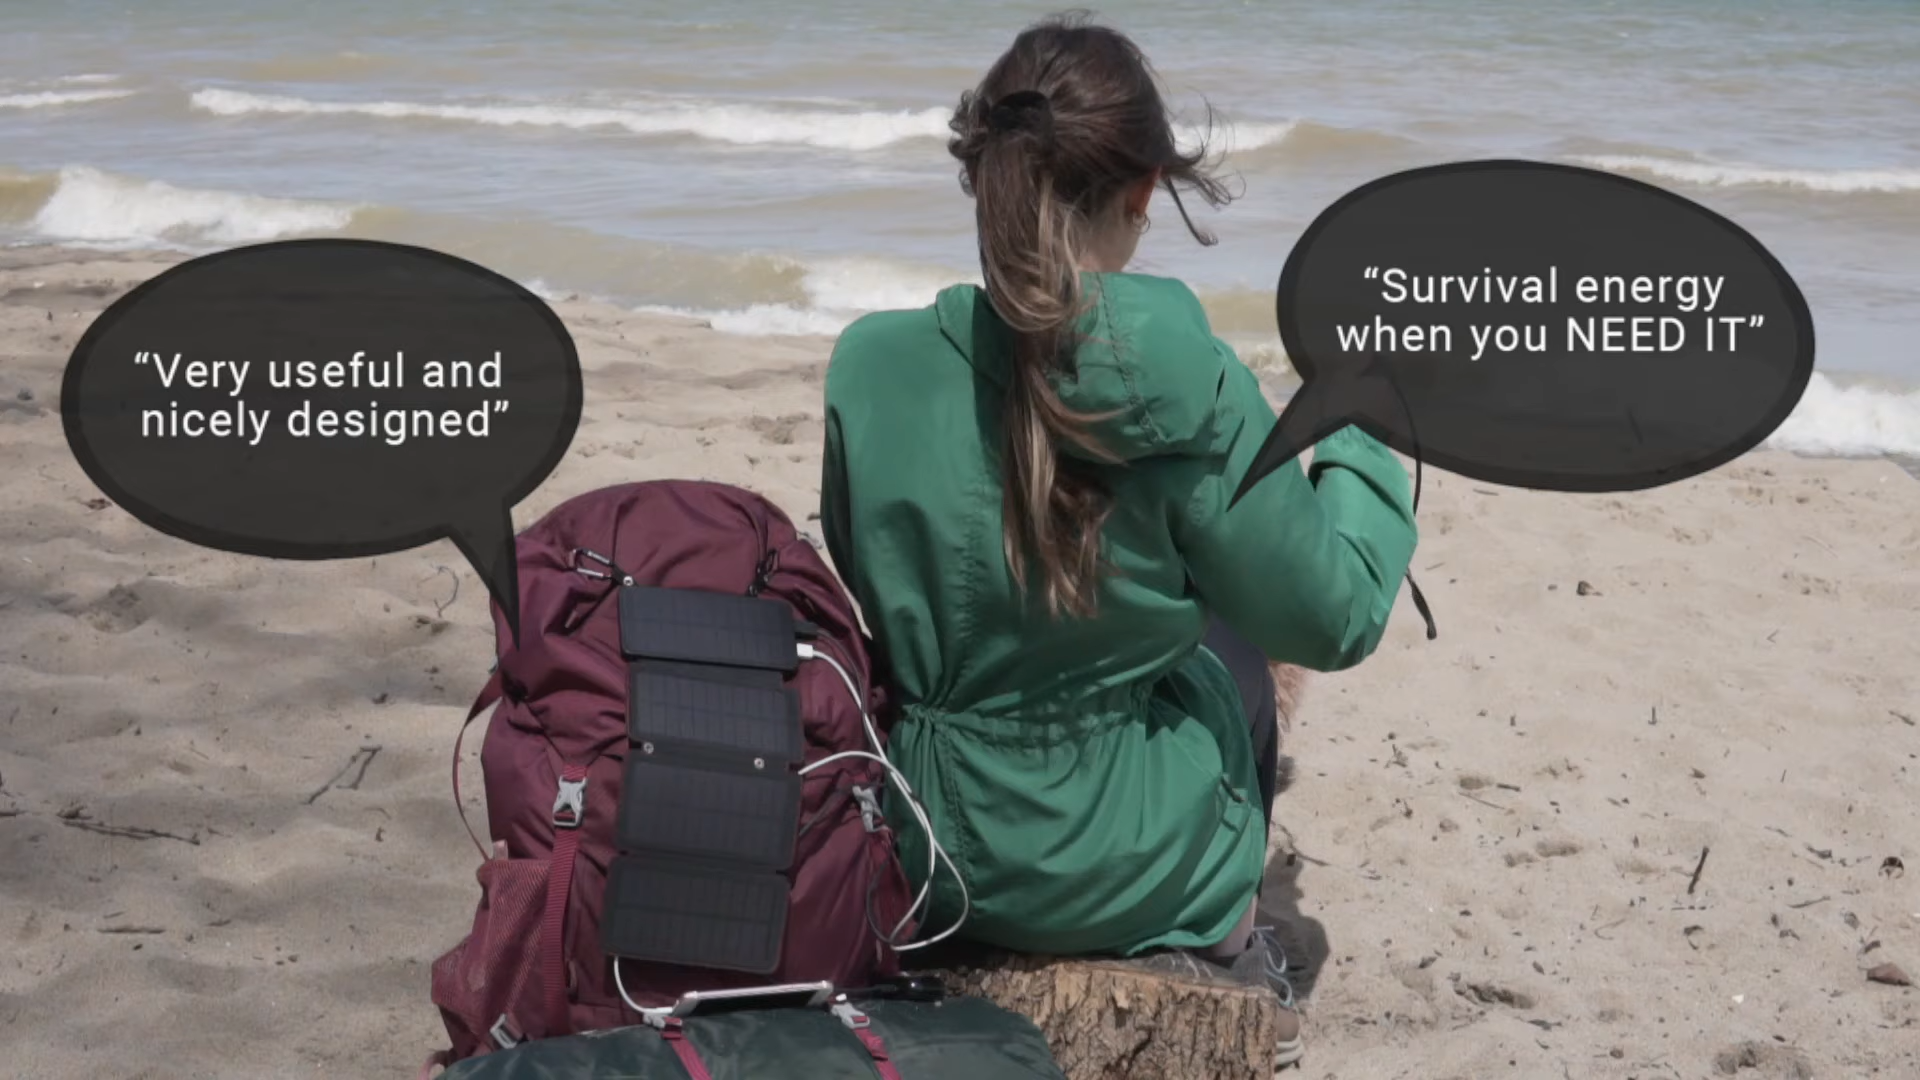 “Very useful and
nicely designed”
“Survival energy
when you NEED IT”